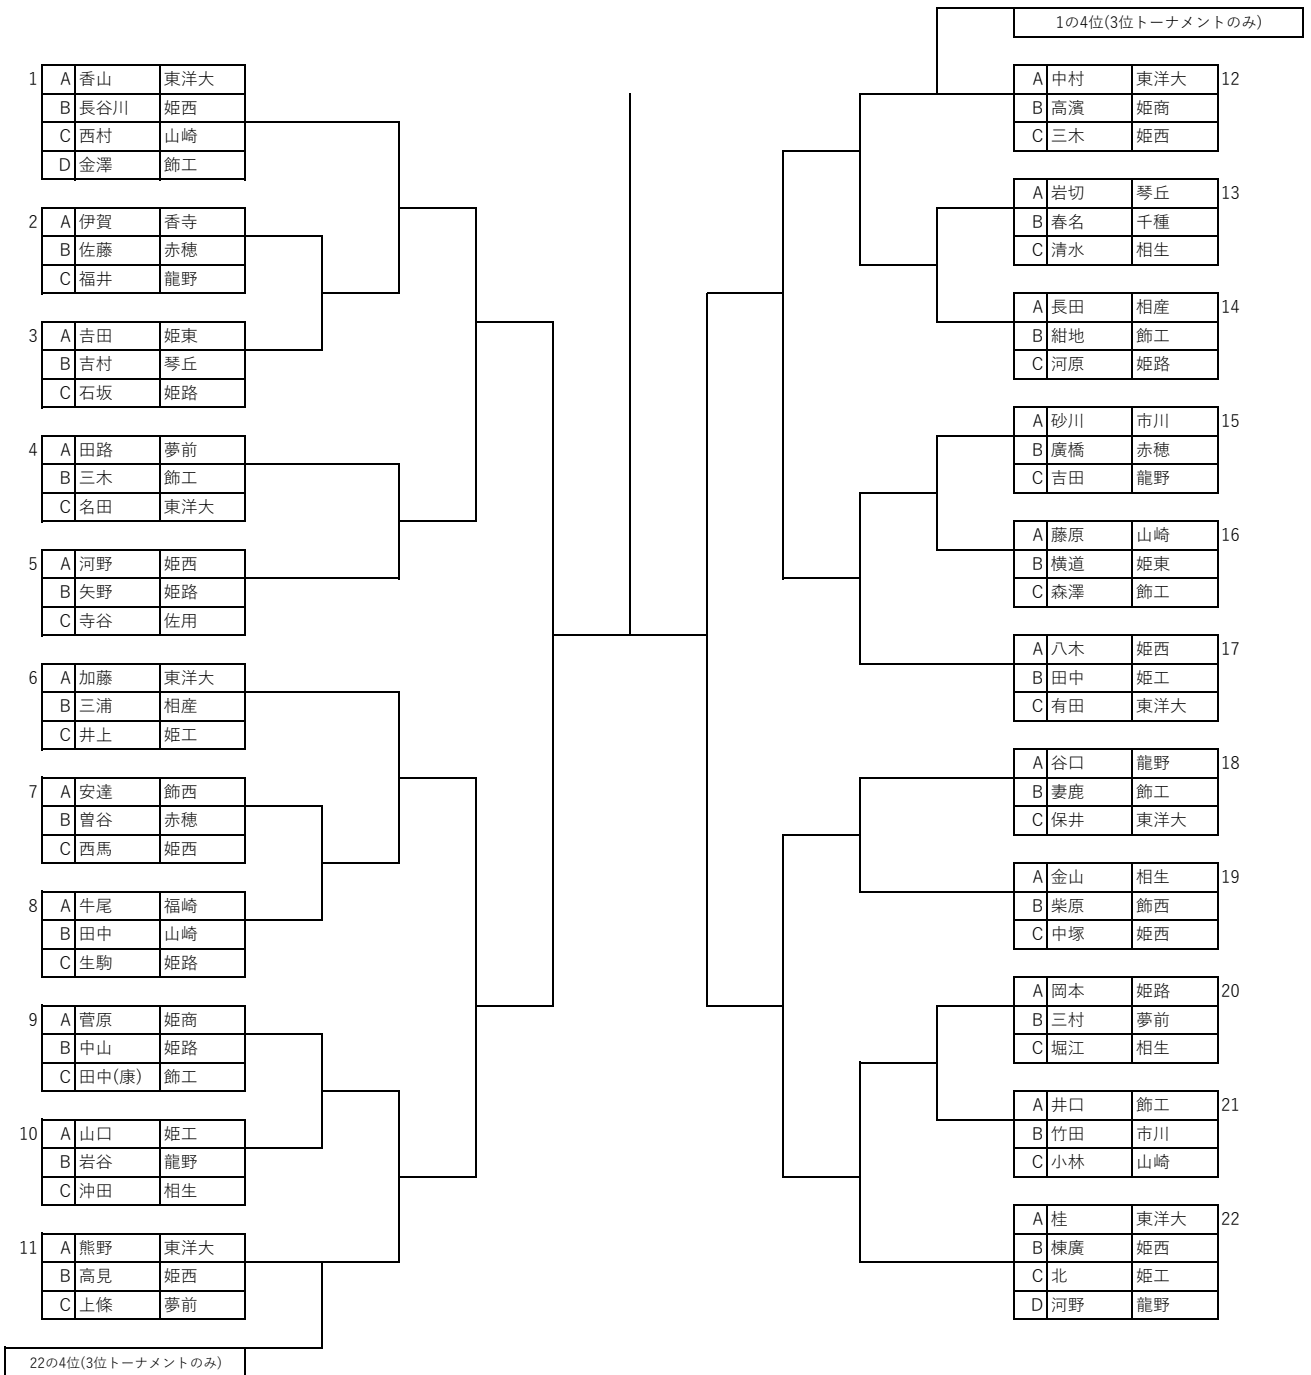 1の4位(3位トーナメントのみ)
1 A 香山 東洋大
B 長谷川 姫西
C 西村 山崎
D 金澤 飾工
2 A 伊賀 香寺
B 佐藤 赤穂
C 福井 龍野
3 A 𠮷田 姫東
B 吉村 琴丘
C 石坂 姫路
4 A 田路 夢前
B 三木 飾工
C 名田 東洋大
5 A 河野 姫西
B 矢野 姫路
C 寺谷 佐用
6 A 加藤 東洋大
B 三浦 相産
C 井上 姫工
7 A 安達 飾西
B 曽谷 赤穂
C 西馬 姫西
8 A 牛尾 福崎
B 田中 山崎
C 生駒 姫路
9 A 菅原 姫商
B 中山 姫路
C 田中(康) 飾工
10 A 山口 姫工
B 岩谷 龍野
C 沖田 相生
11 A 熊野 東洋大
B 高見 姫西
C 上條 夢前
22の4位(3位トーナメントのみ)
A 中村 東洋大 12
B 高濱 姫商
C 三木 姫西
A 岩切 琴丘 13
B 春名 千種
C 清水 相生
A 長田 相産 14
B 紺地 飾工
C 河原 姫路
A 砂川 市川 15
B 廣橋 赤穂
C 吉田 龍野
A 藤原 山崎 16
B 横道 姫東
C 森澤 飾工
A 八木 姫西 17
B 田中 姫工
C 有田 東洋大
A 谷口 龍野 18
B 妻鹿 飾工
C 保井 東洋大
A 金山 相生 19
B 柴原 飾西
C 中塚 姫西
A 岡本 姫路 20
B 三村 夢前
C 堀江 相生
A 井口 飾工 21
B 竹田 市川
C 小林 山崎
A 桂 東洋大 22
B 棟廣 姫西
C 北 姫工
D 河野 龍野